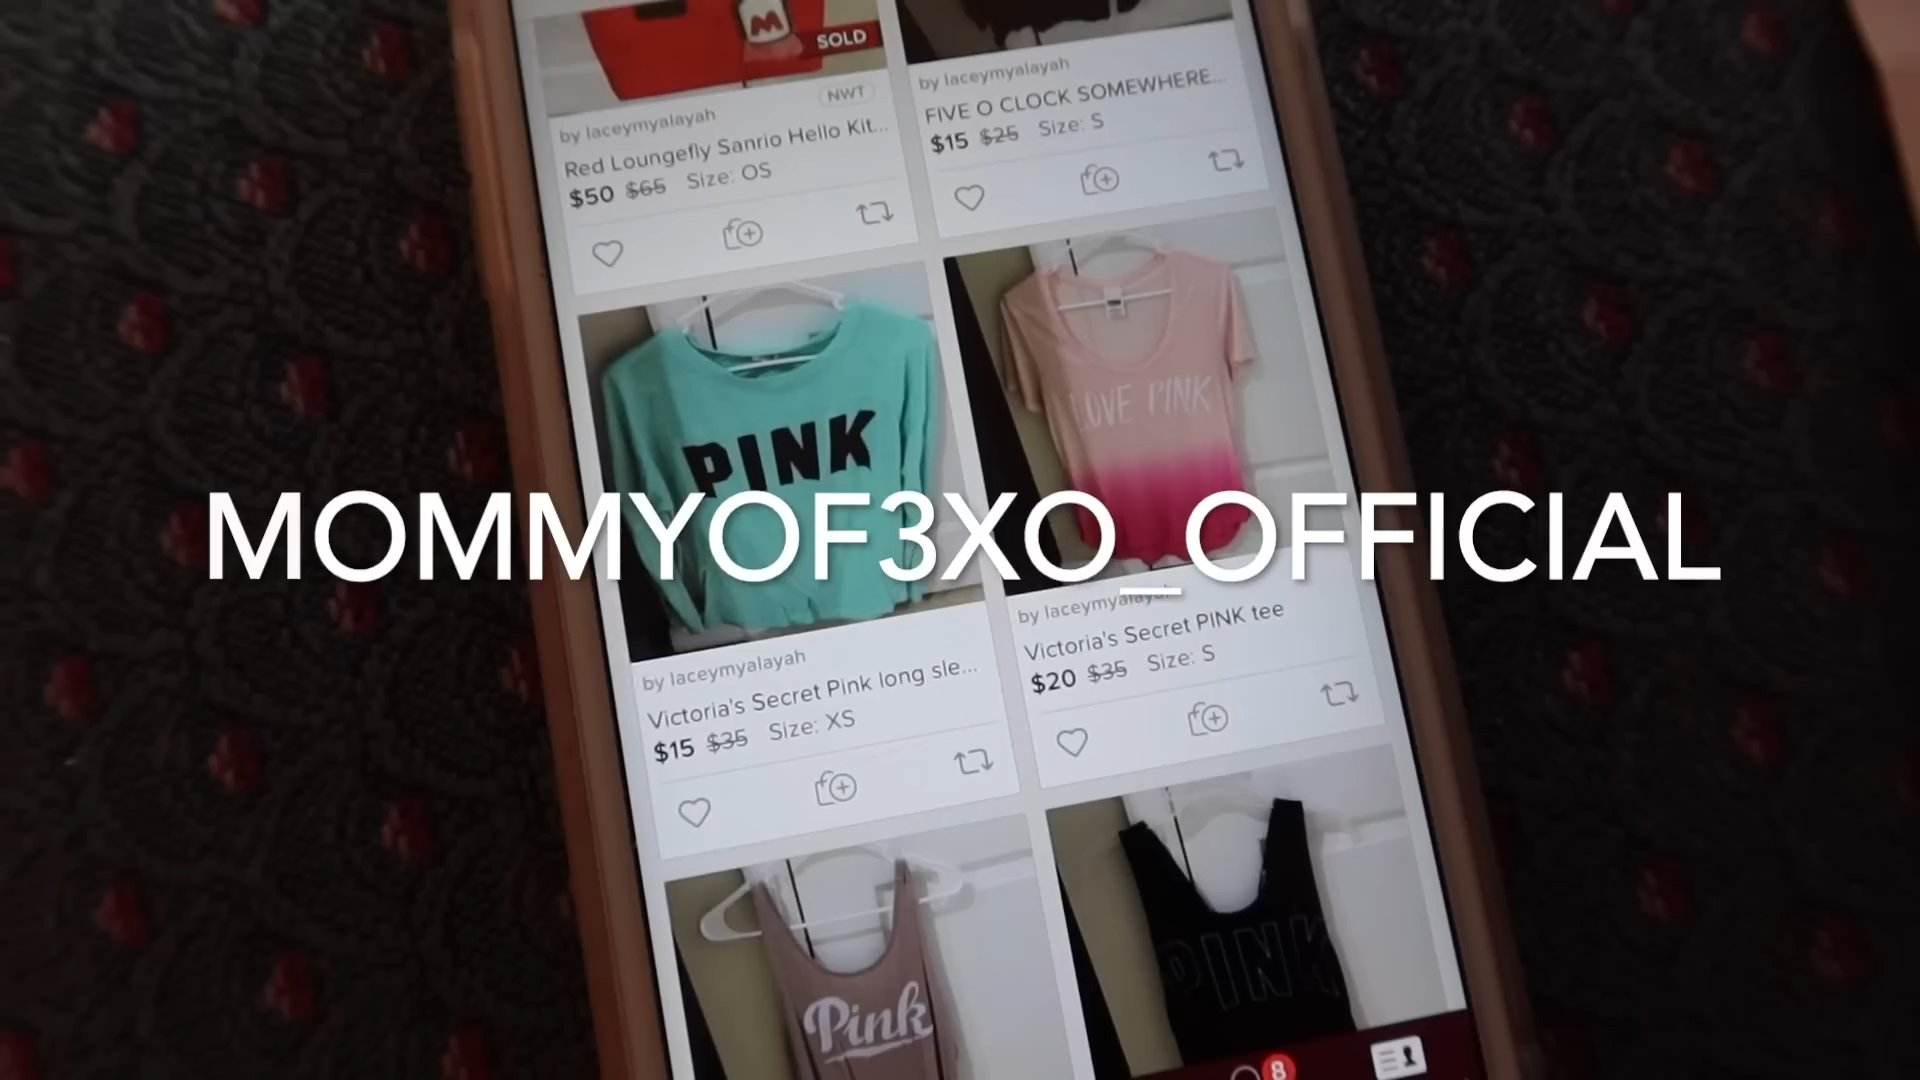 M
SOLD
NWT
by laceymyalayah
Red Loungefly Sanrio Hello Kit...
$50 $65 Size: OS
by laceymyalayah
FIVE O CLOCK SOMEWHERE...
$15 $25 Size: S
PINK
LOVE PINK
MOMMYOF3XO_OFFICIAL
by laceymyalayah
Victoria's Secret Pink long sle...
$15 $35 Size: XS
by laceymyalayah
Victoria's Secret PINK tee
$20 $35 Size: S
Pink
PINK
8